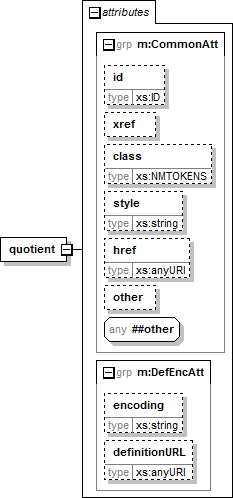 attributes
grp m:CommonAtt
id
type xs:ID
xref
class
type xs:NMTOKENS
style
type xs:string
href
type xs:anyURI
other
any ##other
quotient
grp m:DefEncAtt
encoding
type xs:string
definitionURL
type xs:anyURI